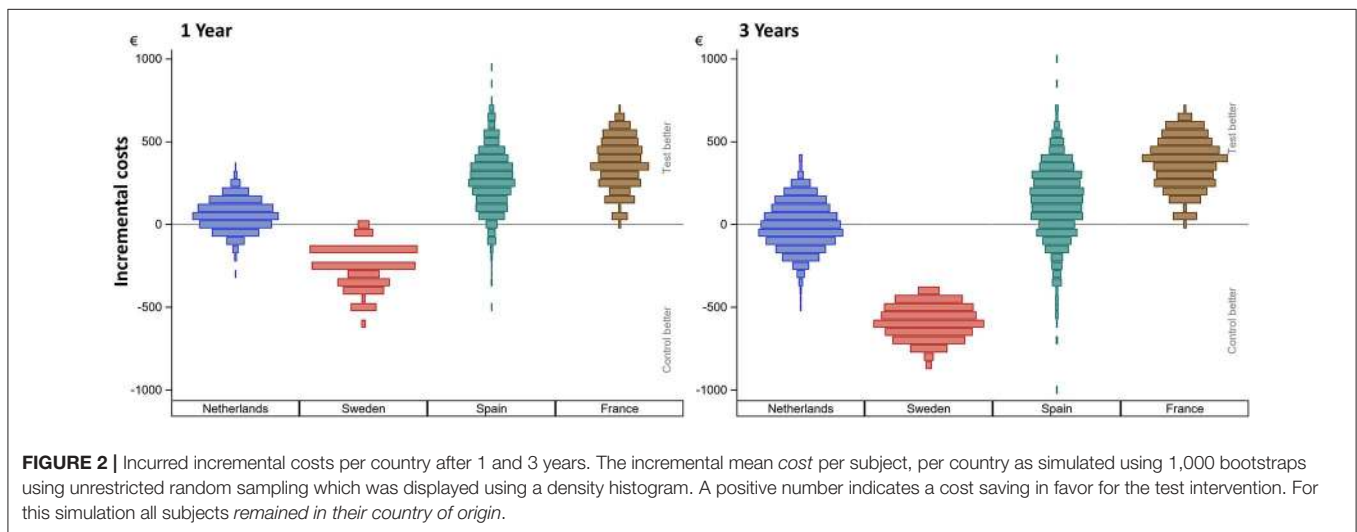 1 Year
€
1000
500
0
-500
-1000
Incremental costs
Test better
Control better
Netherlands
Sweden
Spain
France
3 Years
€
1000
500
0
-500
-1000
Test better
Control better
Netherlands
Sweden
Spain
France
FIGURE 2 | Incurred incremental costs per country after 1 and 3 years. The incremental mean cost per subject, per country as simulated using 1,000 bootstraps
using unrestricted random sampling which was displayed using a density histogram. A positive number indicates a cost saving in favor for the test intervention. For
this simulation all subjects remained in their country of origin.